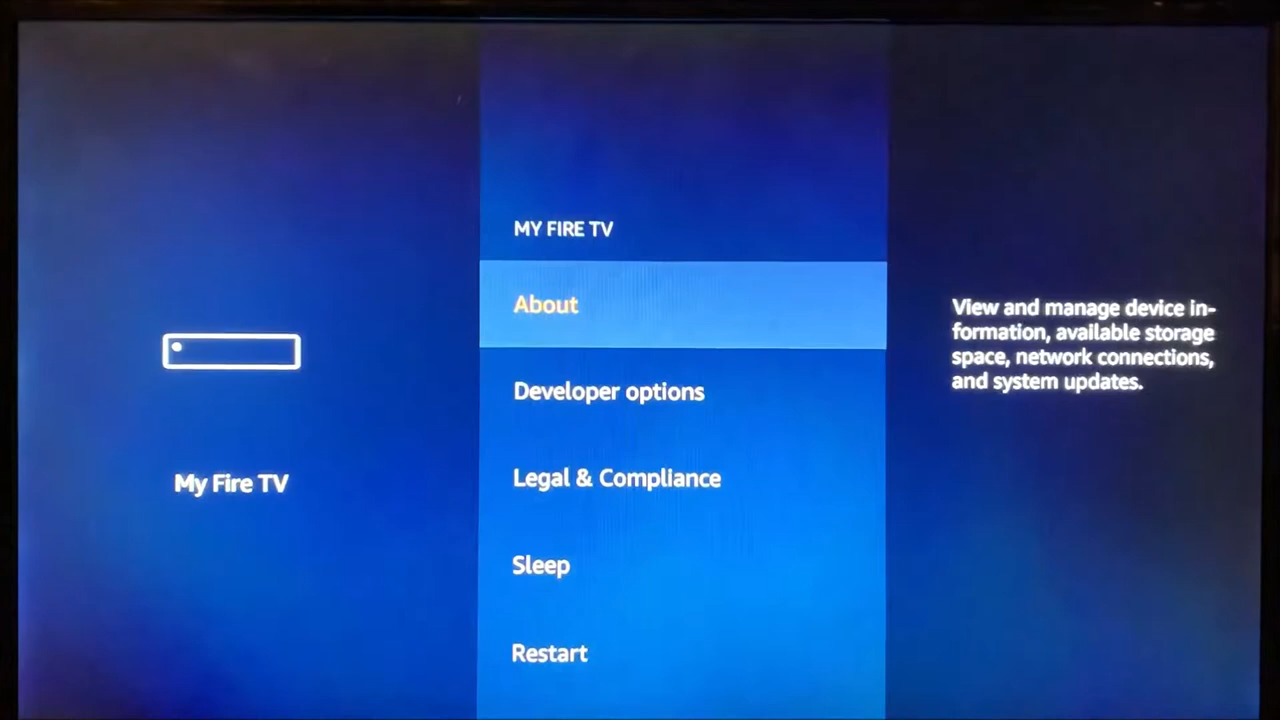 MY FIRE TV
About
Developer options
Legal & Compliance
Sleep
Restart
My Fire TV
View and manage device in-
formation, available storage
space, network connections,
and system updates.